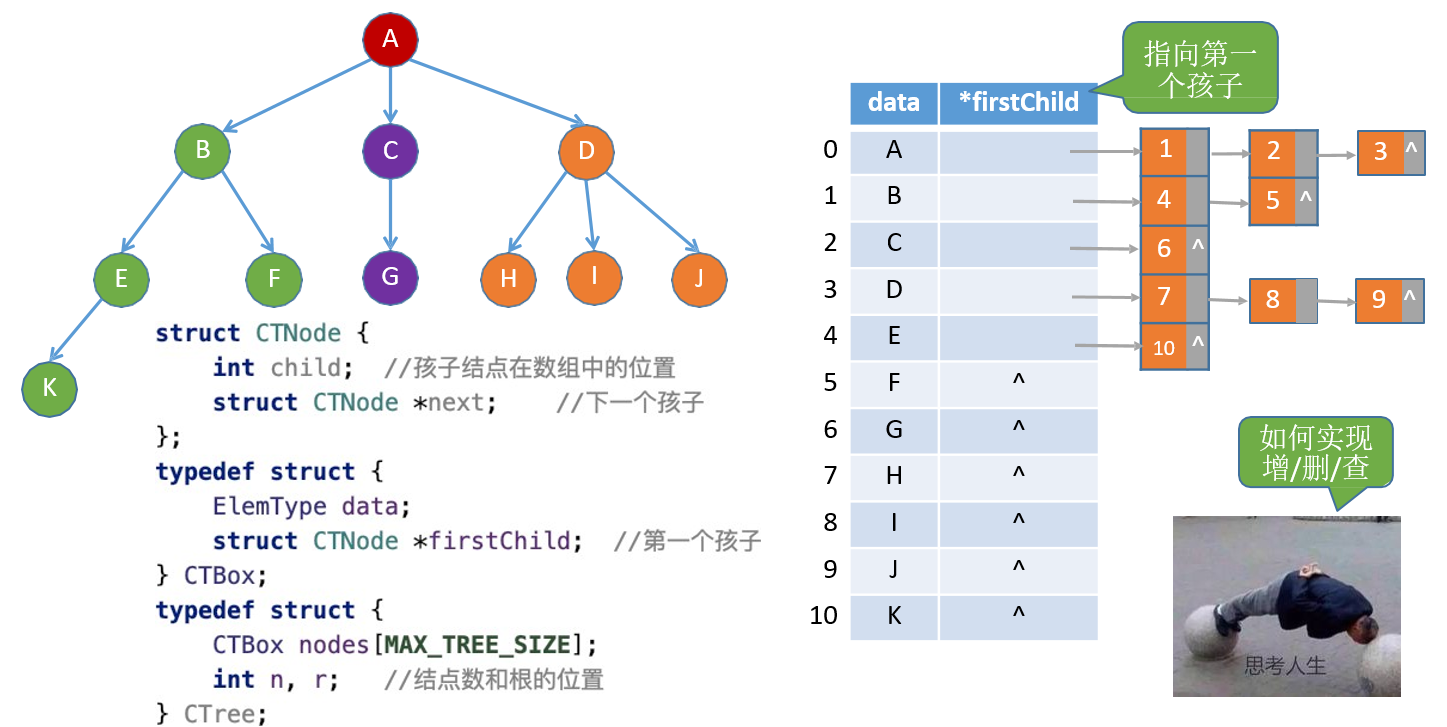 A
B
C
D
E
F
G
H
I
J
K
struct CTNode {
int child; //孩子结点在数组中的位置
struct CTNode *next; //下一个孩子
};
typedef struct {
ElemType data;
struct CTNode *firstChild; //第一个孩子
} CTBox;
typedef struct {
CTBox nodes[MAX_TREE_SIZE];
int n, r; //结点数和根的位置
} CTree;
指向第一
个孩子
data *firstChild
0 A 1 2 3 ^
1 B 4 5 ^
2 C 6 ^
3 D 7 8 9 ^
4 E 10 ^
5 F ^
6 G ^
7 H ^
8 I ^
9 J ^
10 K ^
如何实现
增/删/查
思考人生